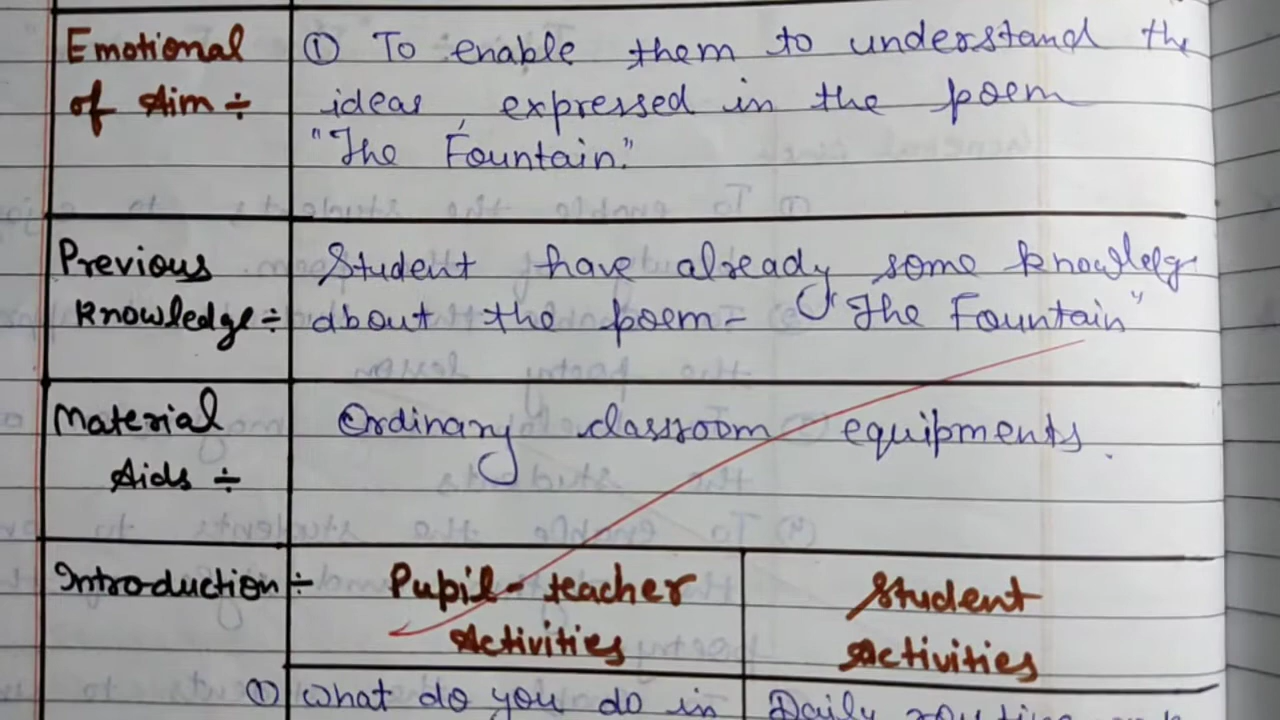 Emotional ① To enable them to understand the
of Aim ÷ ideas, expressed in the poem
"The Fountain."
Previous Student have already some knowledg
knowledge ÷ about the poem - "The Fountain"
Material Ordinary classroom equipments.
Aids ÷
Introduction ÷ Pupil-teacher Student
Activities Activities
① What do you do in Daily